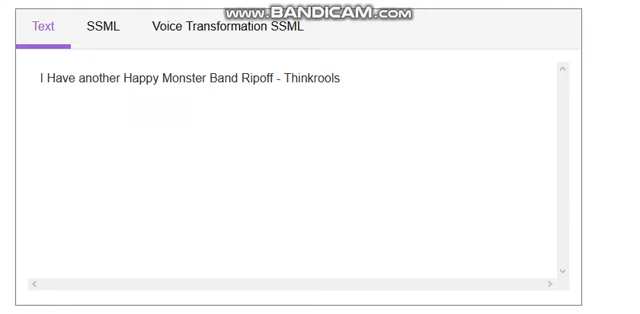 www.BANDICAM.com
Text SSML Voice Transformation SSML
I Have another Happy Monster Band Ripoff - Thinkrools